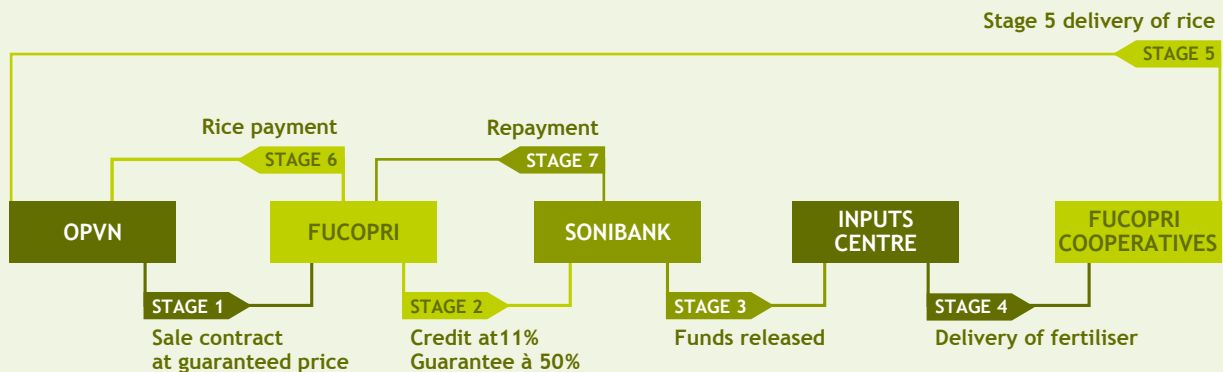 Stage 5 delivery of rice
STAGE 5
Rice payment
STAGE 6
Repayment
STAGE 7
OPVN
FUCOPRI
SONIBANK
INPUTS
CENTRE
FUCOPRI
COOPERATIVES
STAGE 1
Sale contract
at guaranteed price
STAGE 2
Credit at11%
Guarantee à 50%
STAGE 3
Funds released
STAGE 4
Delivery of fertiliser